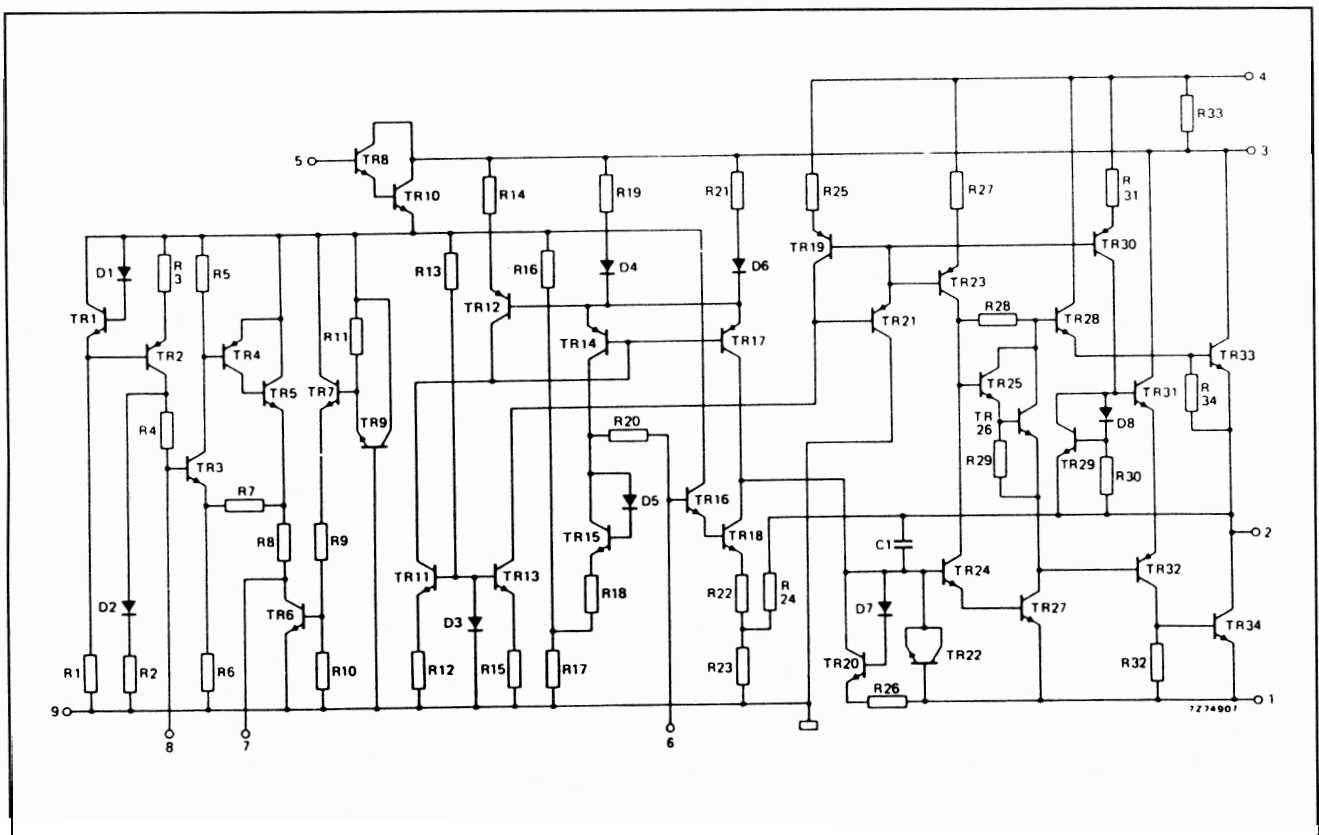 4
R33
5
TR8
3
TR10
R14
R19
R21
R25
R27
R 31
D1
R 3
R5
R13
R16
D4
D6
TR19
TR30
TR1
TR12
TR23
R11
TR2
TR4
TR14
TR17
TR21
R28
TR28
TR33
TR5
TR7
TR25
TR31
R 34
R4
TR9
R20
TR 26
D8
TR3
R29
TR29
R30
R7
D5
TR16
R8
R9
TR15
TR18
C1
2
TR11
TR13
R18
R22
R 24
TR24
TR32
D2
TR6
D3
D7
TR27
TR34
R1
R2
R6
R10
R12
R15
R17
R23
TR20
TR22
R32
R26
9
1
7Z74907
8
7
6